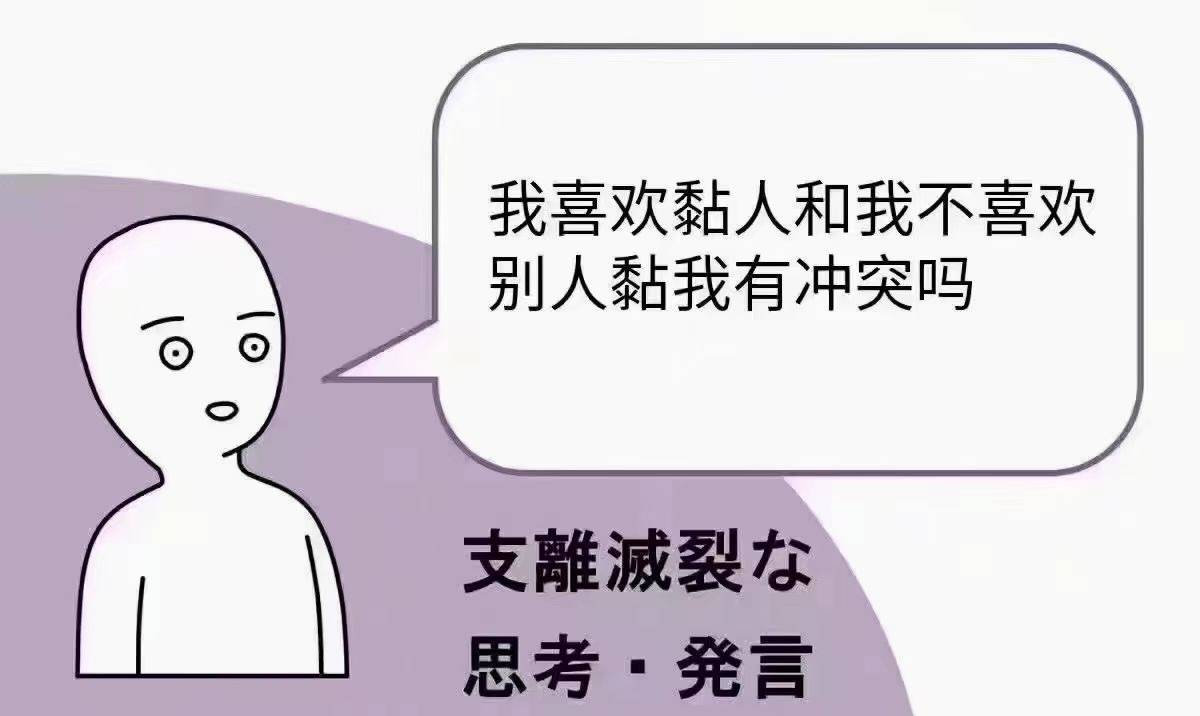 我喜欢黏人和我不喜欢
别人黏我有冲突吗
支離滅裂な
思考・発言